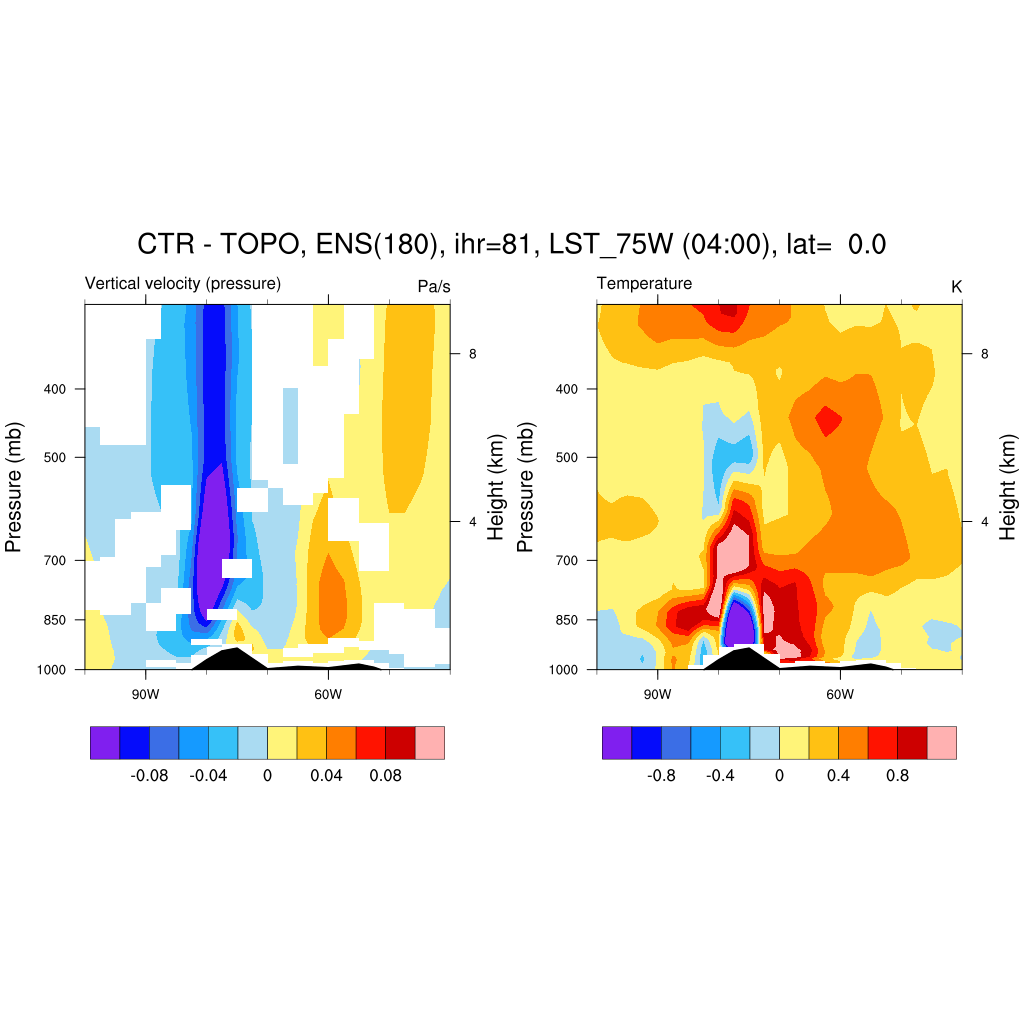 CTR - TOPO, ENS(180), ihr=81, LST_75W (04:00), lat=  0.0
Vertical velocity (pressure)
Pa/s
Pressure (mb)
400
500
700
850
1000
90W
60W
8
4
Height (km)
-0.08
-0.04
0
0.04
0.08
Temperature
K
Pressure (mb)
400
500
700
850
1000
90W
60W
8
4
Height (km)
-0.8
-0.4
0
0.4
0.8